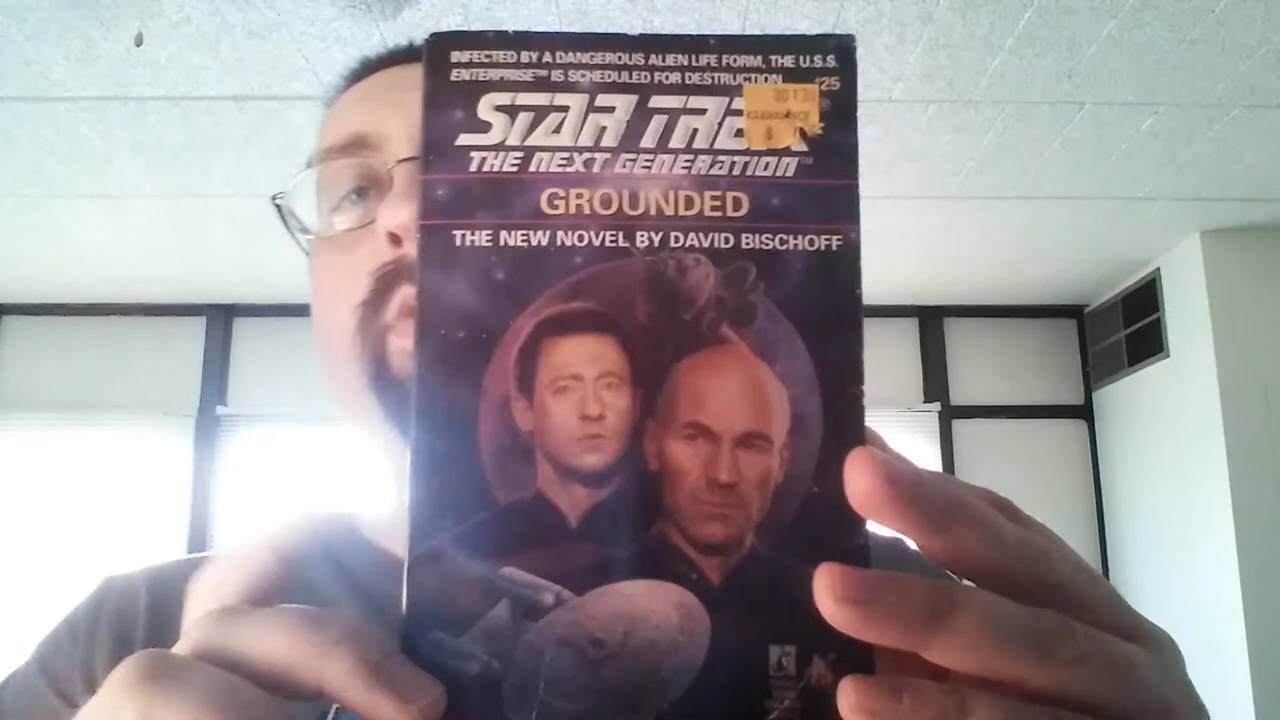 INFECTED BY A DANGEROUS ALIEN LIFE FORM, THE U.S.S.
ENTERPRISE™ IS SCHEDULED FOR DESTRUCTION
STAR TREK®
THE NEXT GENERATION™
CLEARANCE
GROUNDED
THE NEW NOVEL BY DAVID BISCHOFF